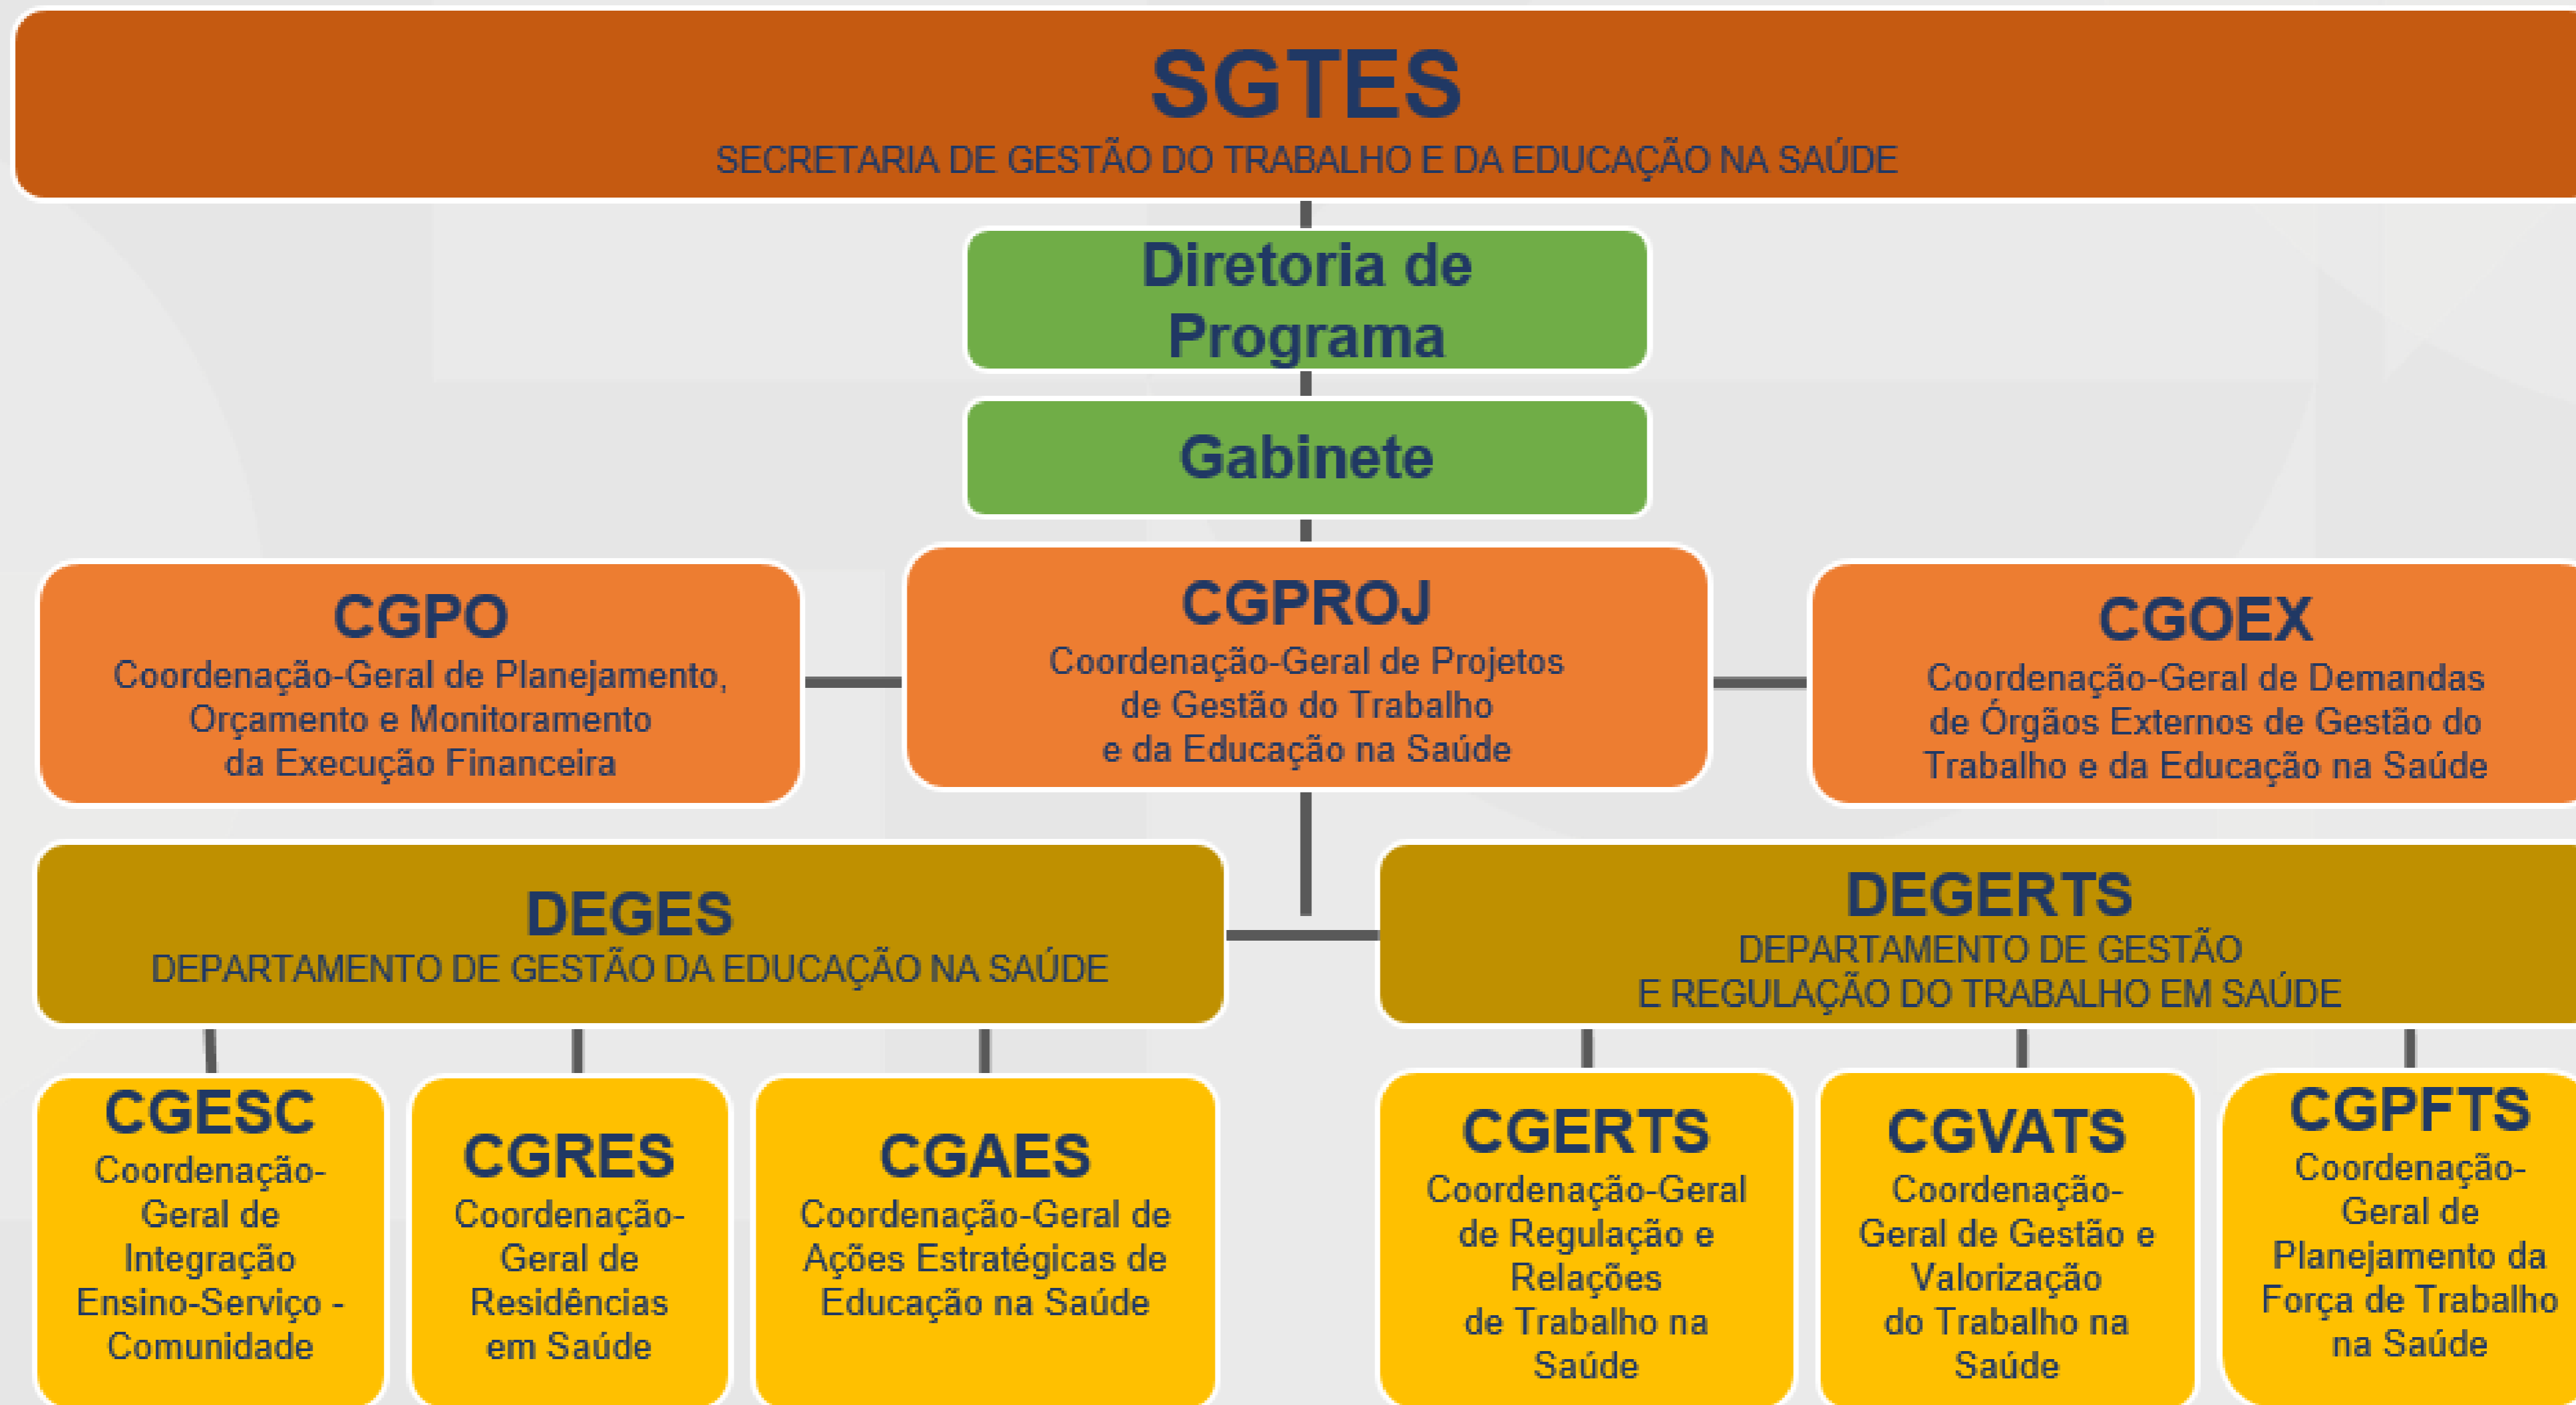 SGTES
SECRETARIA DE GESTÃO DO TRABALHO E DA EDUCAÇÃO NA SAÚDE
Diretoria de
Programa
Gabinete
CGPO
Coordenação-Geral de Planejamento,
Orçamento e Monitoramento
da Execução Financeira
CGPROJ
Coordenação-Geral de Projetos
de Gestão do Trabalho
e da Educação na Saúde
CGOEX
Coordenação-Geral de Demandas
de Órgãos Externos de Gestão do
Trabalho e da Educação na Saúde
DEGES
DEPARTAMENTO DE GESTÃO DA EDUCAÇÃO NA SAÚDE
DEGERTS
DEPARTAMENTO DE GESTÃO
E REGULAÇÃO DO TRABALHO EM SAÚDE
CGESC
Coordenação-
Geral de
Integração
Ensino-Serviço -
Comunidade
CGRES
Coordenação-
Geral de
Residências
em Saúde
CGAES
Coordenação-Geral de
Ações Estratégicas de
Educação na Saúde
CGERTS
Coordenação-Geral
de Regulação e
Relações
de Trabalho na
Saúde
CGVATS
Coordenação-
Geral de Gestão e
Valorização
do Trabalho na
Saúde
CGPFTS
Coordenação-
Geral de
Planejamento da
Força de Trabalho
na Saúde